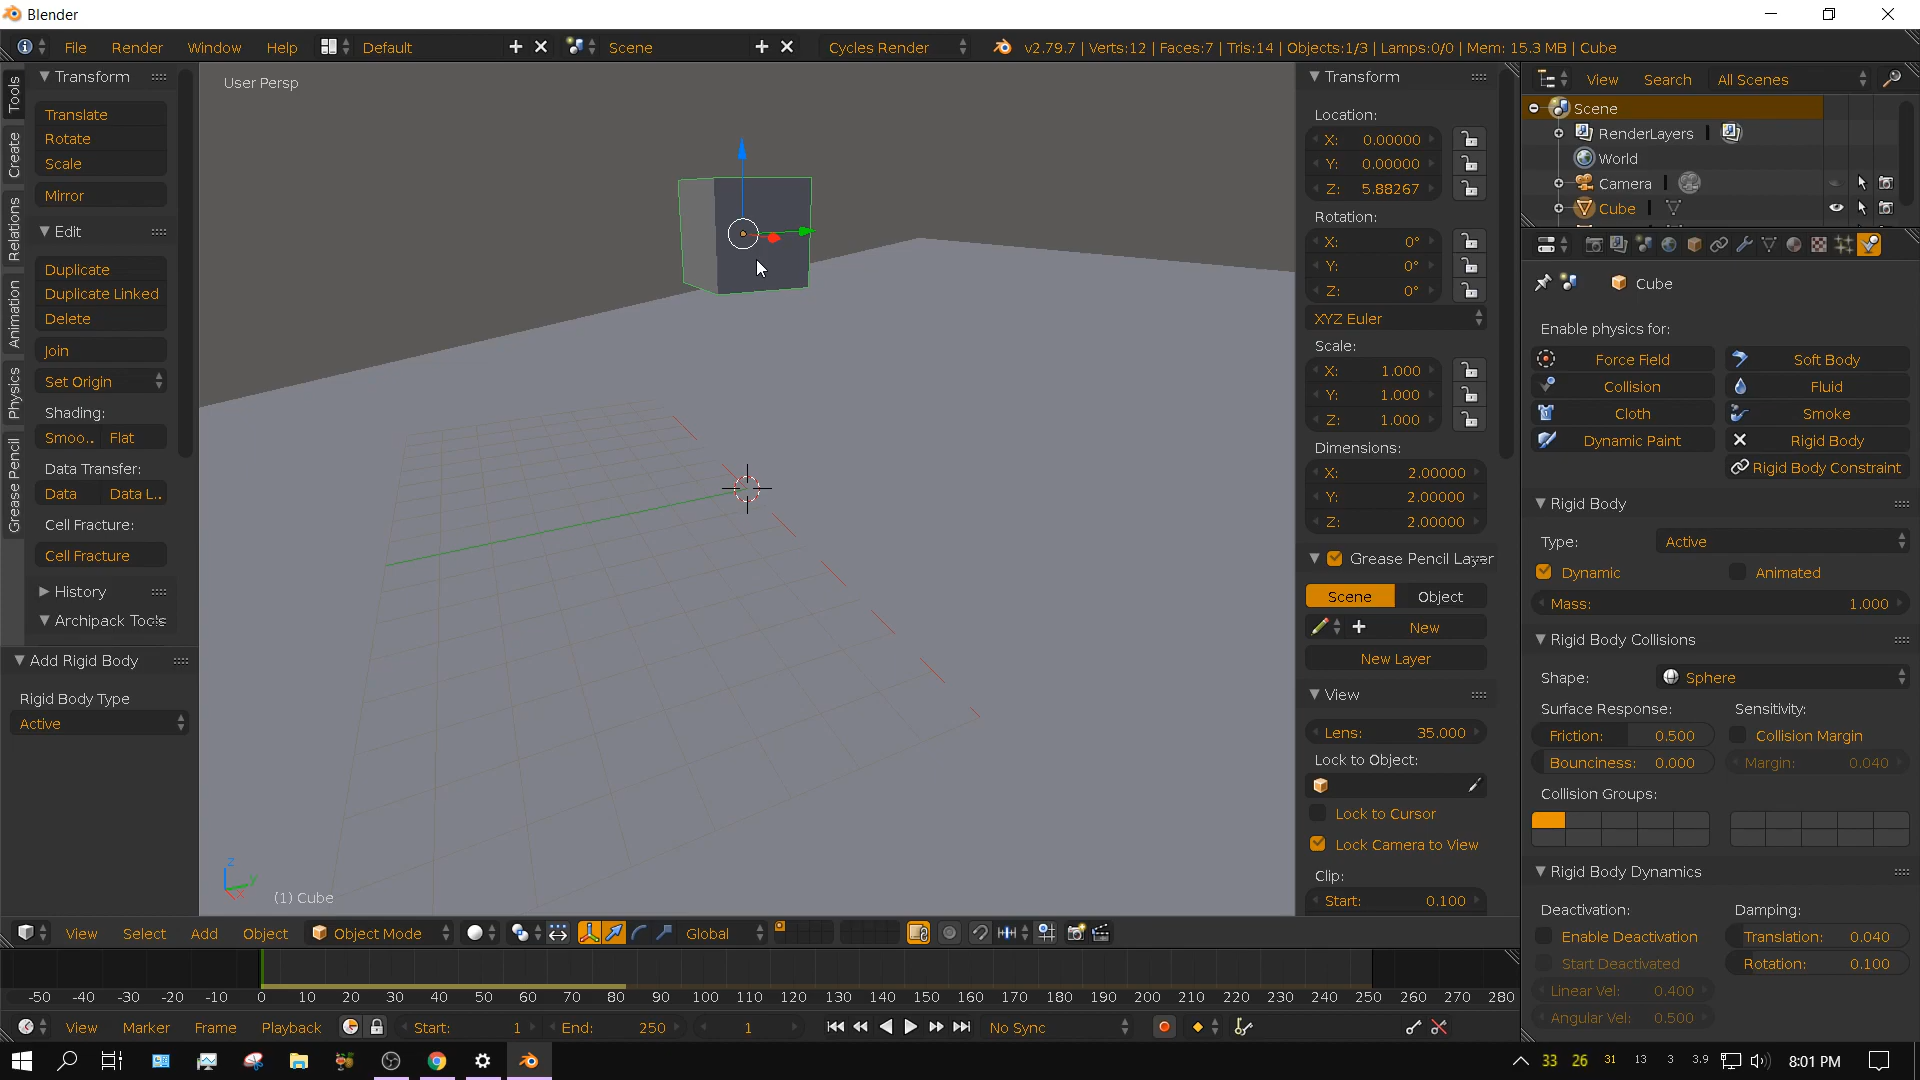 Blender
File Render Window Help Default Scene Cycles Render v2.79.7 | Verts:12 | Faces:7 | Tris:14 | Objects:1/3 | Lamps:0/0 | Mem: 15.3 MB | Cube
Tools
Create
Relations
Animation
Physics
Grease Pencil
Transform
Translate
Rotate
Scale
Mirror
Edit
Duplicate
Duplicate Linked
Delete
Join
Set Origin
Shading:
Smoo.. Flat
Data Transfer:
Data Data L..
Cell Fracture:
Cell Fracture
History
Archipack Tools
Add Rigid Body
Rigid Body Type
Active
User Persp
(1) Cube
z
y
x
Transform
Location:
X: 0.00000
Y: 0.00000
Z: 5.88267
Rotation:
X: 0°
Y: 0°
Z: 0°
XYZ Euler
Scale:
X: 1.000
Y: 1.000
Z: 1.000
Dimensions:
X: 2.00000
Y: 2.00000
Z: 2.00000
Grease Pencil Layer
Scene Object
New
New Layer
View
Lens: 35.000
Lock to Object:
Lock to Cursor
Lock Camera to View
Clip:
Start: 0.100
View Search All Scenes
Scene
RenderLayers
World
Camera
Cube
Cube
Enable physics for:
Force Field Soft Body
Collision Fluid
Cloth Smoke
Dynamic Paint Rigid Body
Rigid Body Constraint
Rigid Body
Type: Active
Dynamic Animated
Mass: 1.000
Rigid Body Collisions
Shape: Sphere
Surface Response: Sensitivity:
Friction: 0.500 Collision Margin
Bounciness: 0.000 Margin: 0.040
Collision Groups:
Rigid Body Dynamics
Deactivation: Damping:
Enable Deactivation Translation: 0.040
Start Deactivated Rotation: 0.100
Linear Vel: 0.400
Angular Vel: 0.500
View Select Add Object Object Mode Global
-50 -40 -30 -20 -10 0 10 20 30 40 50 60 70 80 90 100 110 120 130 140 150 160 170 180 190 200 210 220 230 240 250 260 270 280
View Marker Frame Playback Start: 1 End: 250 1 No Sync
33 26 31 13 3 3.9 8:01 PM